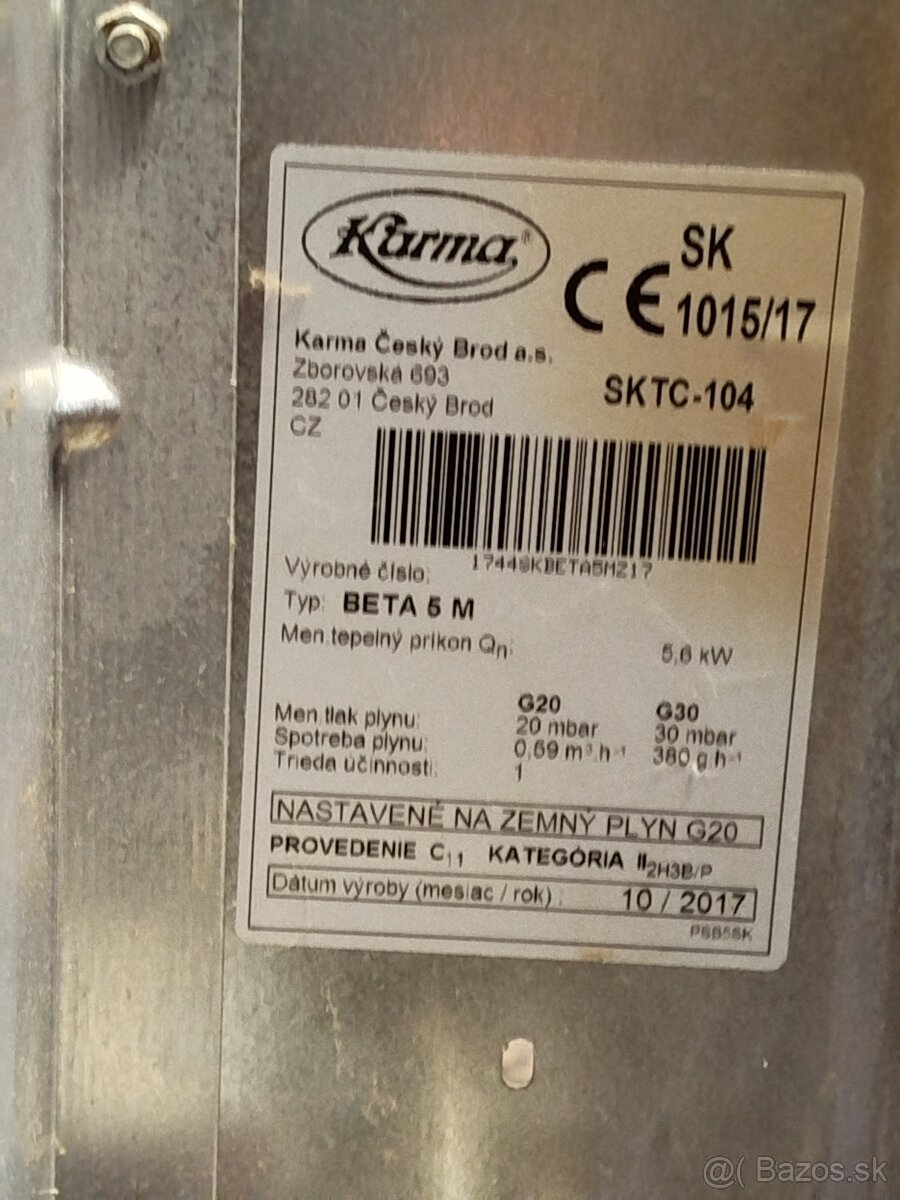 Karma®
SK
CE 1015/17
Karma Český Brod a.s.
Zborovská 693
282 01 Český Brod
CZ
SKTC-104
Výrobné číslo: 1744SKBETA5MZ17
Typ: BETA 5 M
Men.tepelný príkon Qn: 5,6 kW
G20 G30
Men tlak plynu: 20 mbar 30 mbar
Spotreba plynu: 0,59 m³.h⁻¹ 380 g.h⁻¹
Trieda účinnosti: 1
NASTAVENÉ NA ZEMNÝ PLYN G20
PROVEDENIE C11 KATEGÓRIA II2H3B/P
Dátum výroby (mesiac / rok) : 10 / 2017
@( Bazos.sk